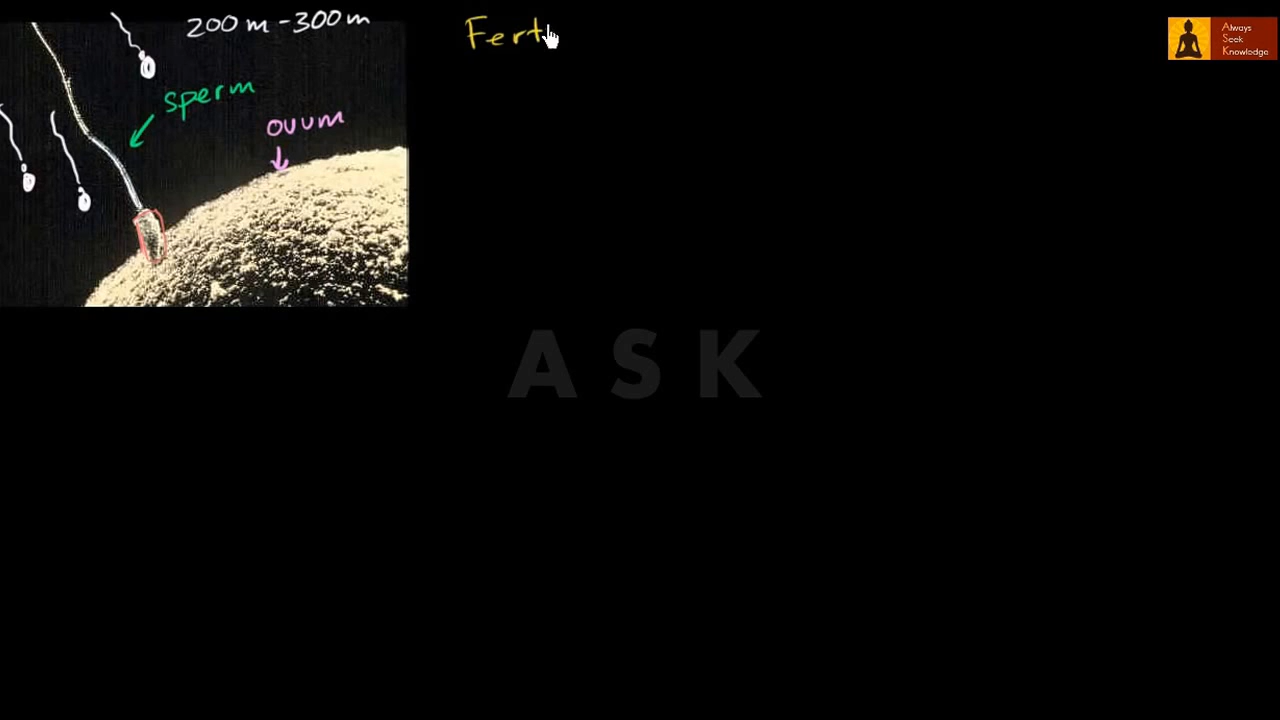 200 m - 300 m
Fert
sperm
ovum
Always
Seek
Knowledge
ASK